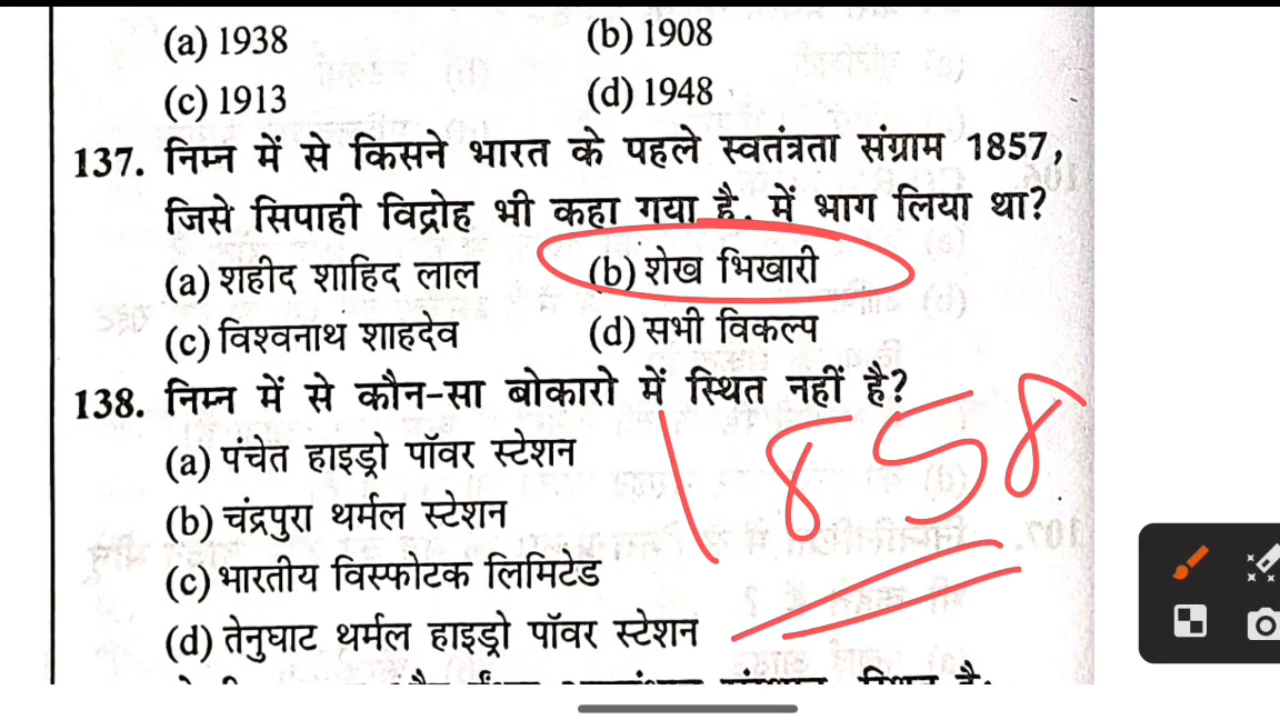 (a) 1938 (b) 1908
(c) 1913 (d) 1948
137. निम्न में से किसने भारत के पहले स्वतंत्रता संग्राम 1857,
जिसे सिपाही विद्रोह भी कहा गया है, में भाग लिया था?
(a) शहीद शाहिद लाल (b) शेख भिखारी
(c) विश्वनाथ शाहदेव (d) सभी विकल्प
138. निम्न में से कौन-सा बोकारो में स्थित नहीं है?
(a) पंचेत हाइड्रो पॉवर स्टेशन
(b) चंद्रपुरा थर्मल स्टेशन
(c) भारतीय विस्फोटक लिमिटेड
(d) तेनुघाट थर्मल हाइड्रो पॉवर स्टेशन
1858